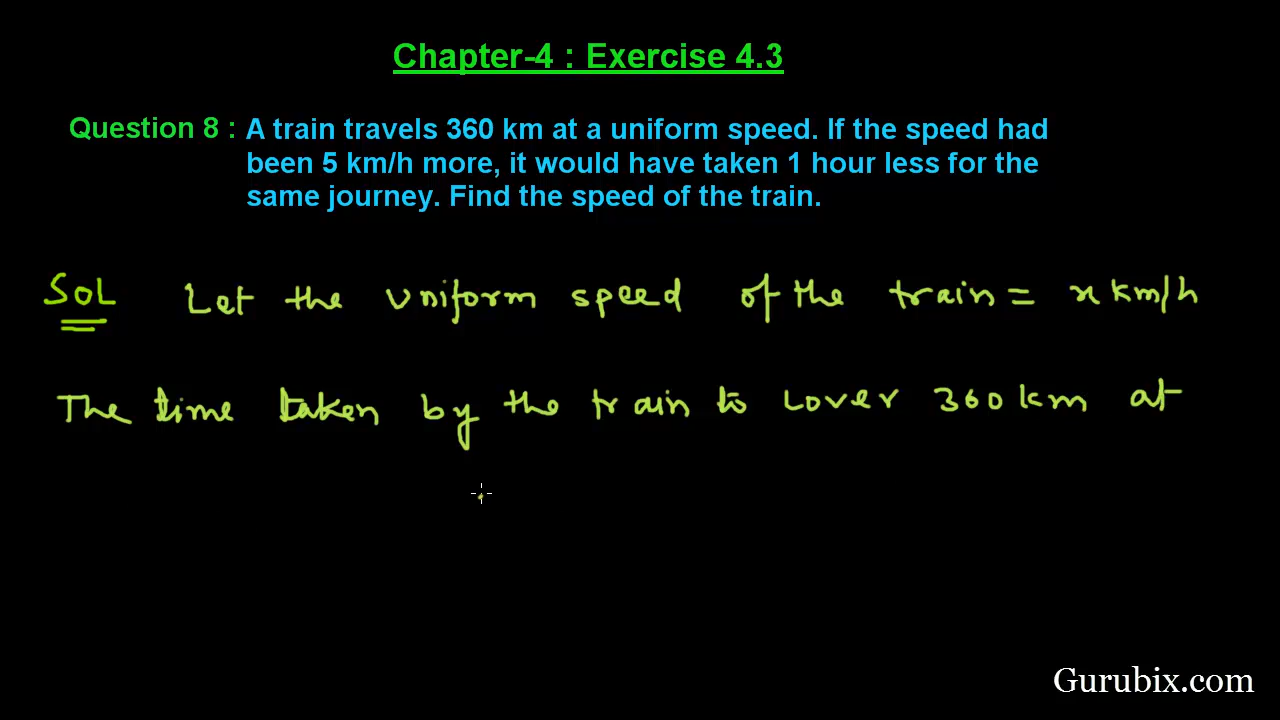 Chapter-4 : Exercise 4.3
Question 8 : A train travels 360 km at a uniform speed. If the speed had
been 5 km/h more, it would have taken 1 hour less for the
same journey. Find the speed of the train.
SOL Let the uniform speed of the train = x km/h
The time taken by the train to cover 360 km at
Gurubix.com